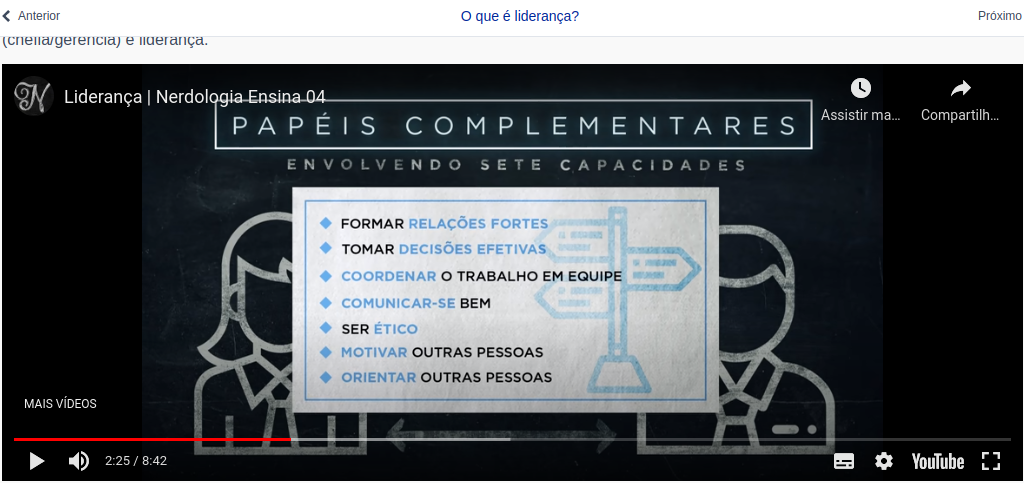 Anterior
O que é liderança?
Próximo
(chefia/gerência) e liderança.
Liderança | Nerdologia Ensina 04
Assistir ma...
Compartilh...
PAPÉIS COMPLEMENTARES
ENVOLVENDO SETE CAPACIDADES
FORMAR RELAÇÕES FORTES
TOMAR DECISÕES EFETIVAS
COORDENAR O TRABALHO EM EQUIPE
COMUNICAR-SE BEM
SER ÉTICO
MOTIVAR OUTRAS PESSOAS
ORIENTAR OUTRAS PESSOAS
MAIS VÍDEOS
2:25 / 8:42
YouTube